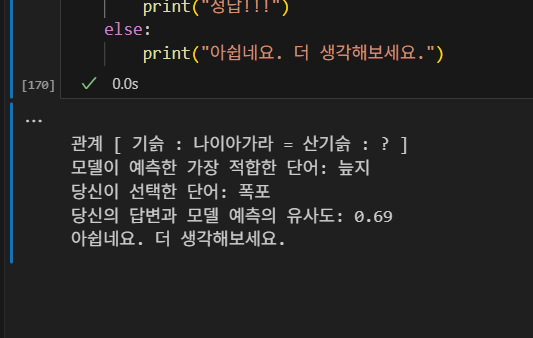 print("정답!!!")
else:
print("아쉽네요. 더 생각해보세요.")
[170] ✓ 0.0s
...
관계 [ 기슭 : 나이아가라 = 산기슭 : ? ]
모델이 예측한 가장 적합한 단어: 늪지
당신이 선택한 단어: 폭포
당신의 답변과 모델 예측의 유사도: 0.69
아쉽네요. 더 생각해보세요.